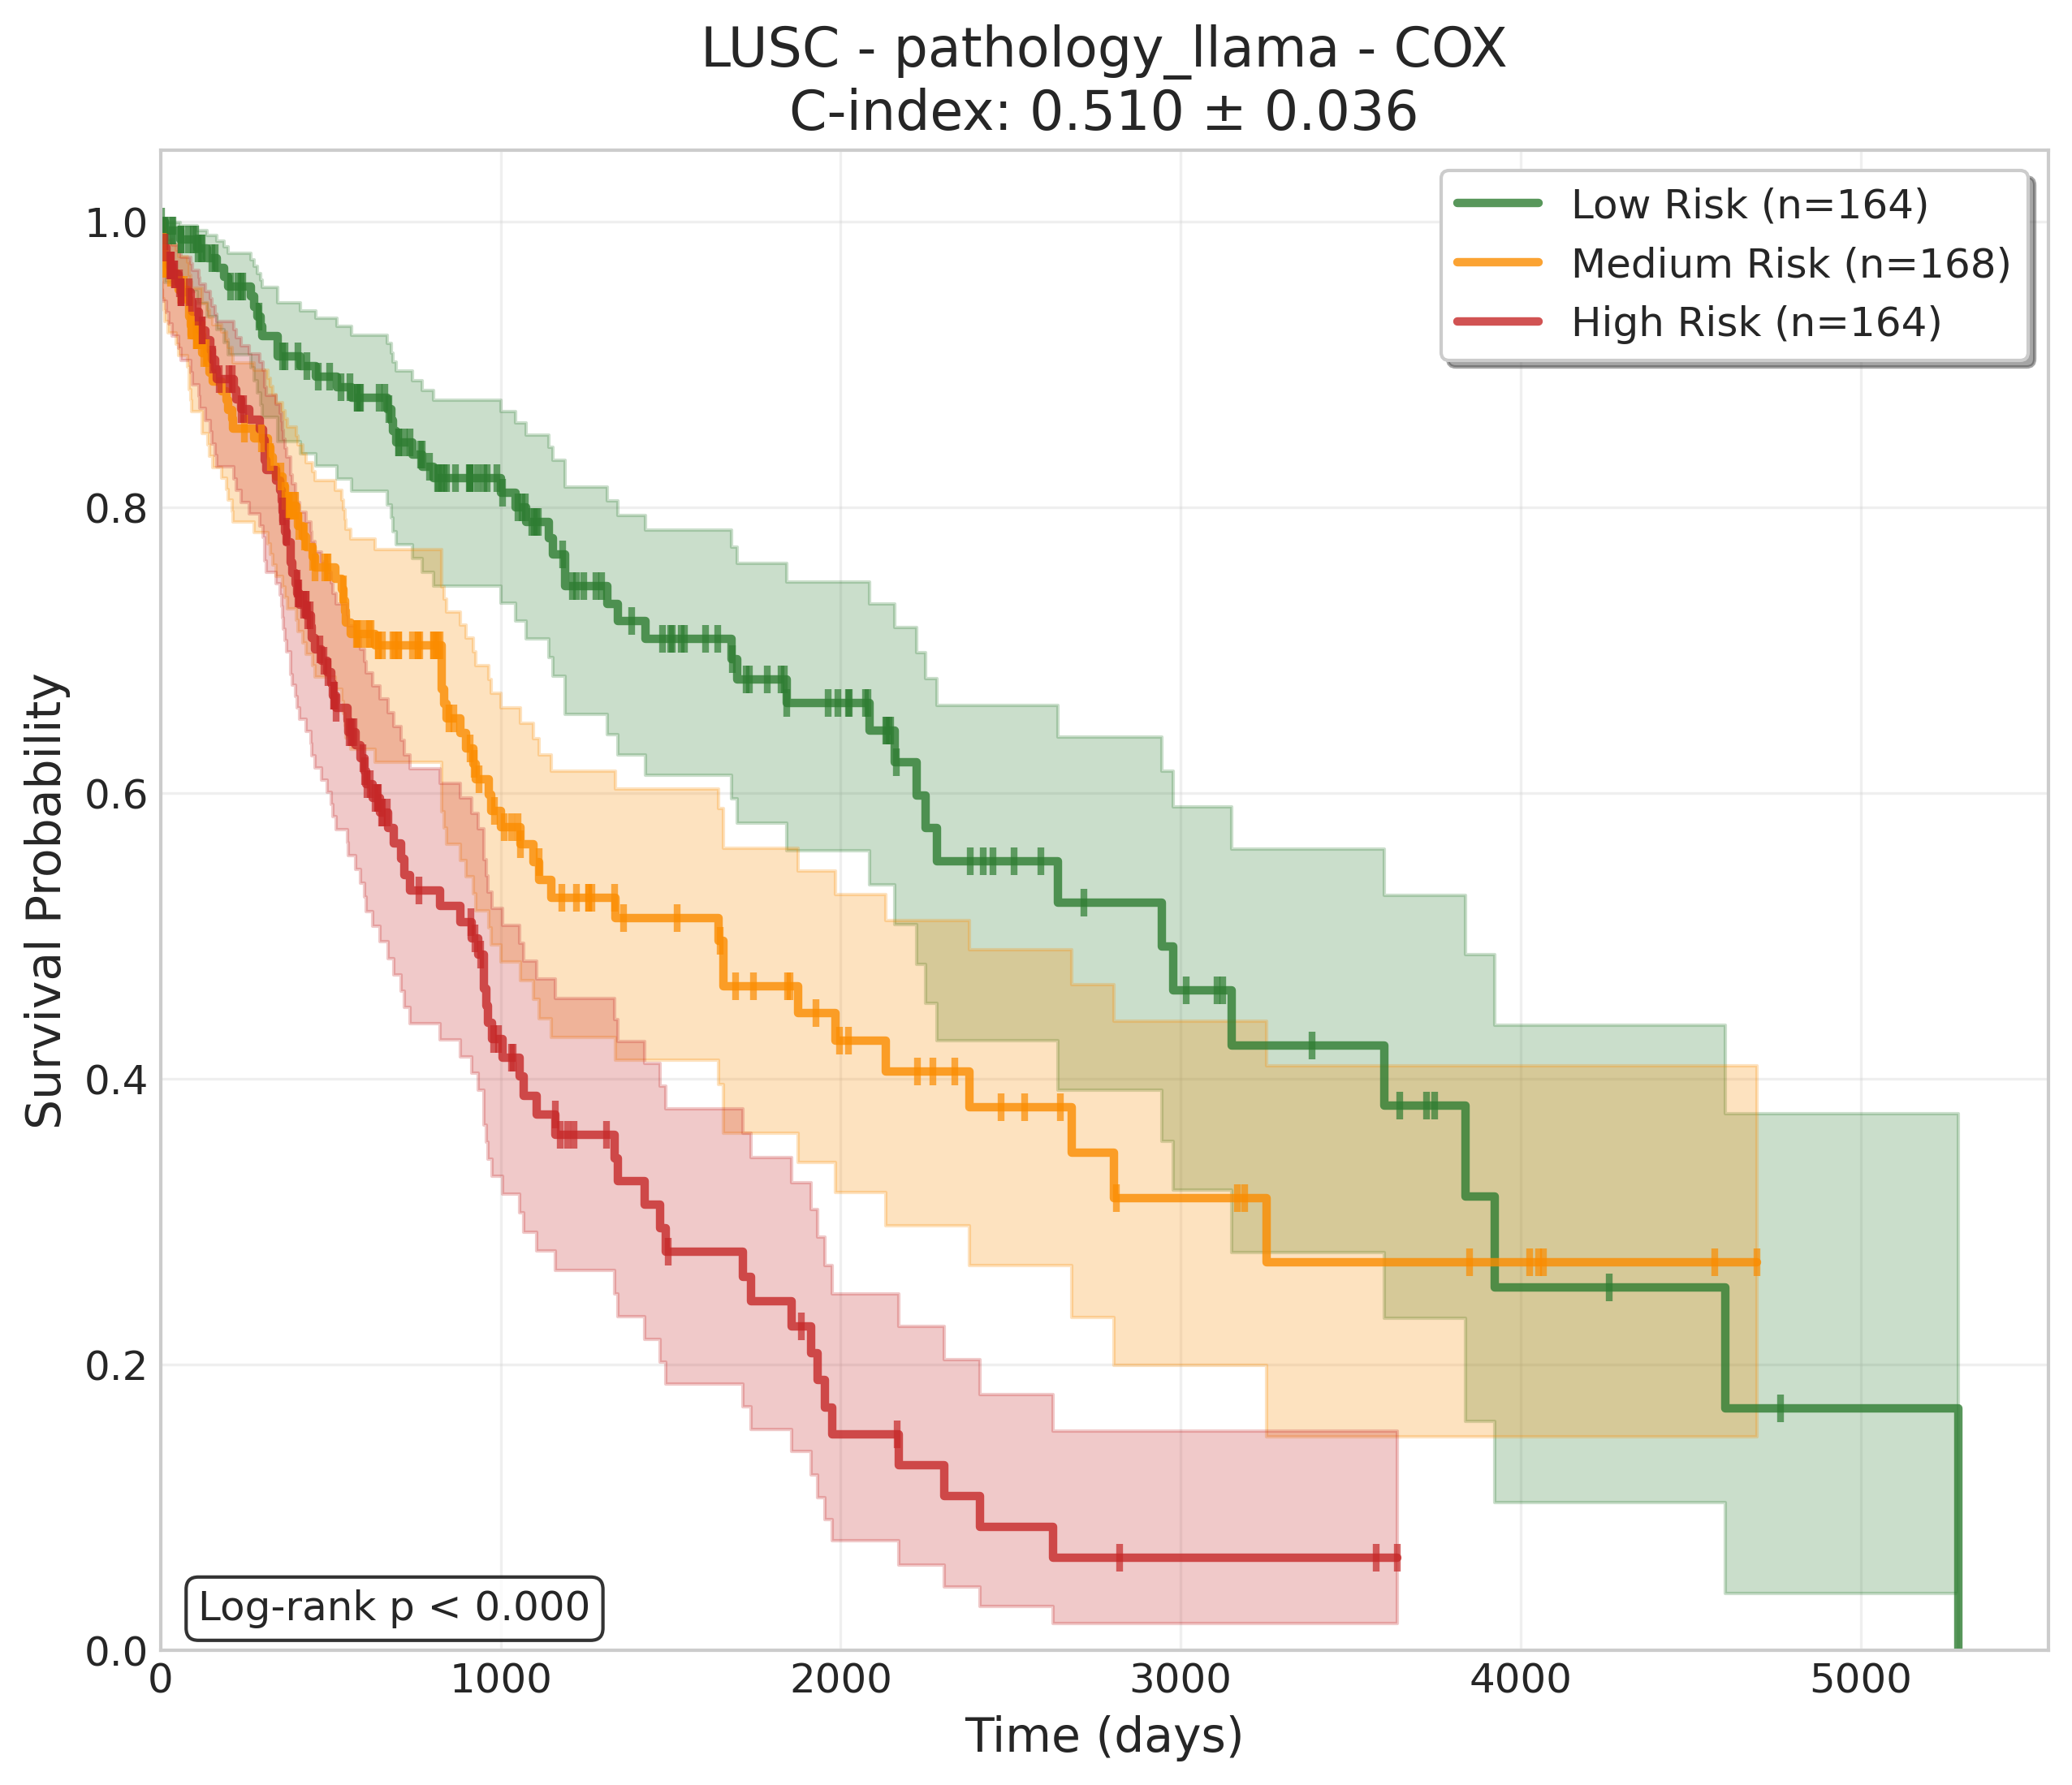 LUSC - pathology_llama - COX
C-index: 0.510 ± 0.036
Low Risk (n=164)
Medium Risk (n=168)
High Risk (n=164)
Survival Probability
1.0
0.8
0.6
0.4
0.2
0.0
Log-rank p < 0.000
0 1000 2000 3000 4000 5000
Time (days)